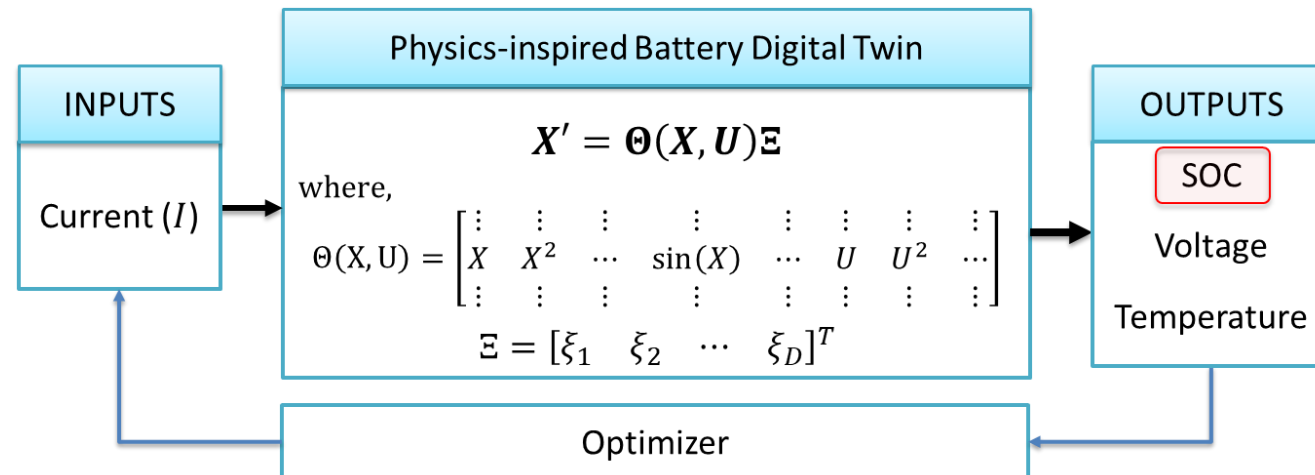 Physics-inspired Battery Digital Twin
INPUTS
Current (I)
X′ = Θ(X, U)Ξ
where,
Θ(X, U) = [⋮ ⋮ ⋮ ⋮ ⋮ ⋮ ⋮ ⋮
X X² ⋯ sin(X) ⋯ U U² ⋯
⋮ ⋮ ⋮ ⋮ ⋮ ⋮ ⋮ ⋮]
Ξ = [ξ₁ ξ₂ ⋯ ξ_D]ᵀ
OUTPUTS
SOC
Voltage
Temperature
Optimizer